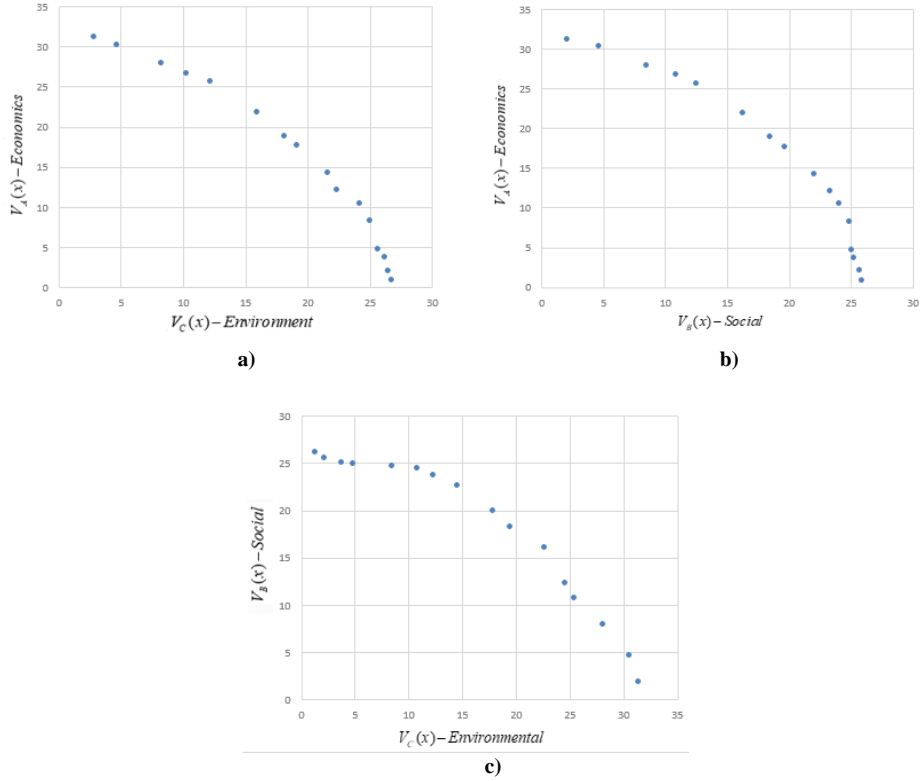 35
30
25
20
15
10
5
0
V_A(x) – Economics
0 5 10 15 20 25 30
V_C(x) – Environment
a)
35
30
25
20
15
10
5
0
V_A(x) – Economics
0 5 10 15 20 25 30
V_B(x) – Social
b)
30
25
20
15
10
5
0
V_B(x) – Social
0 5 10 15 20 25 30 35
V_C(x) – Environmental
c)